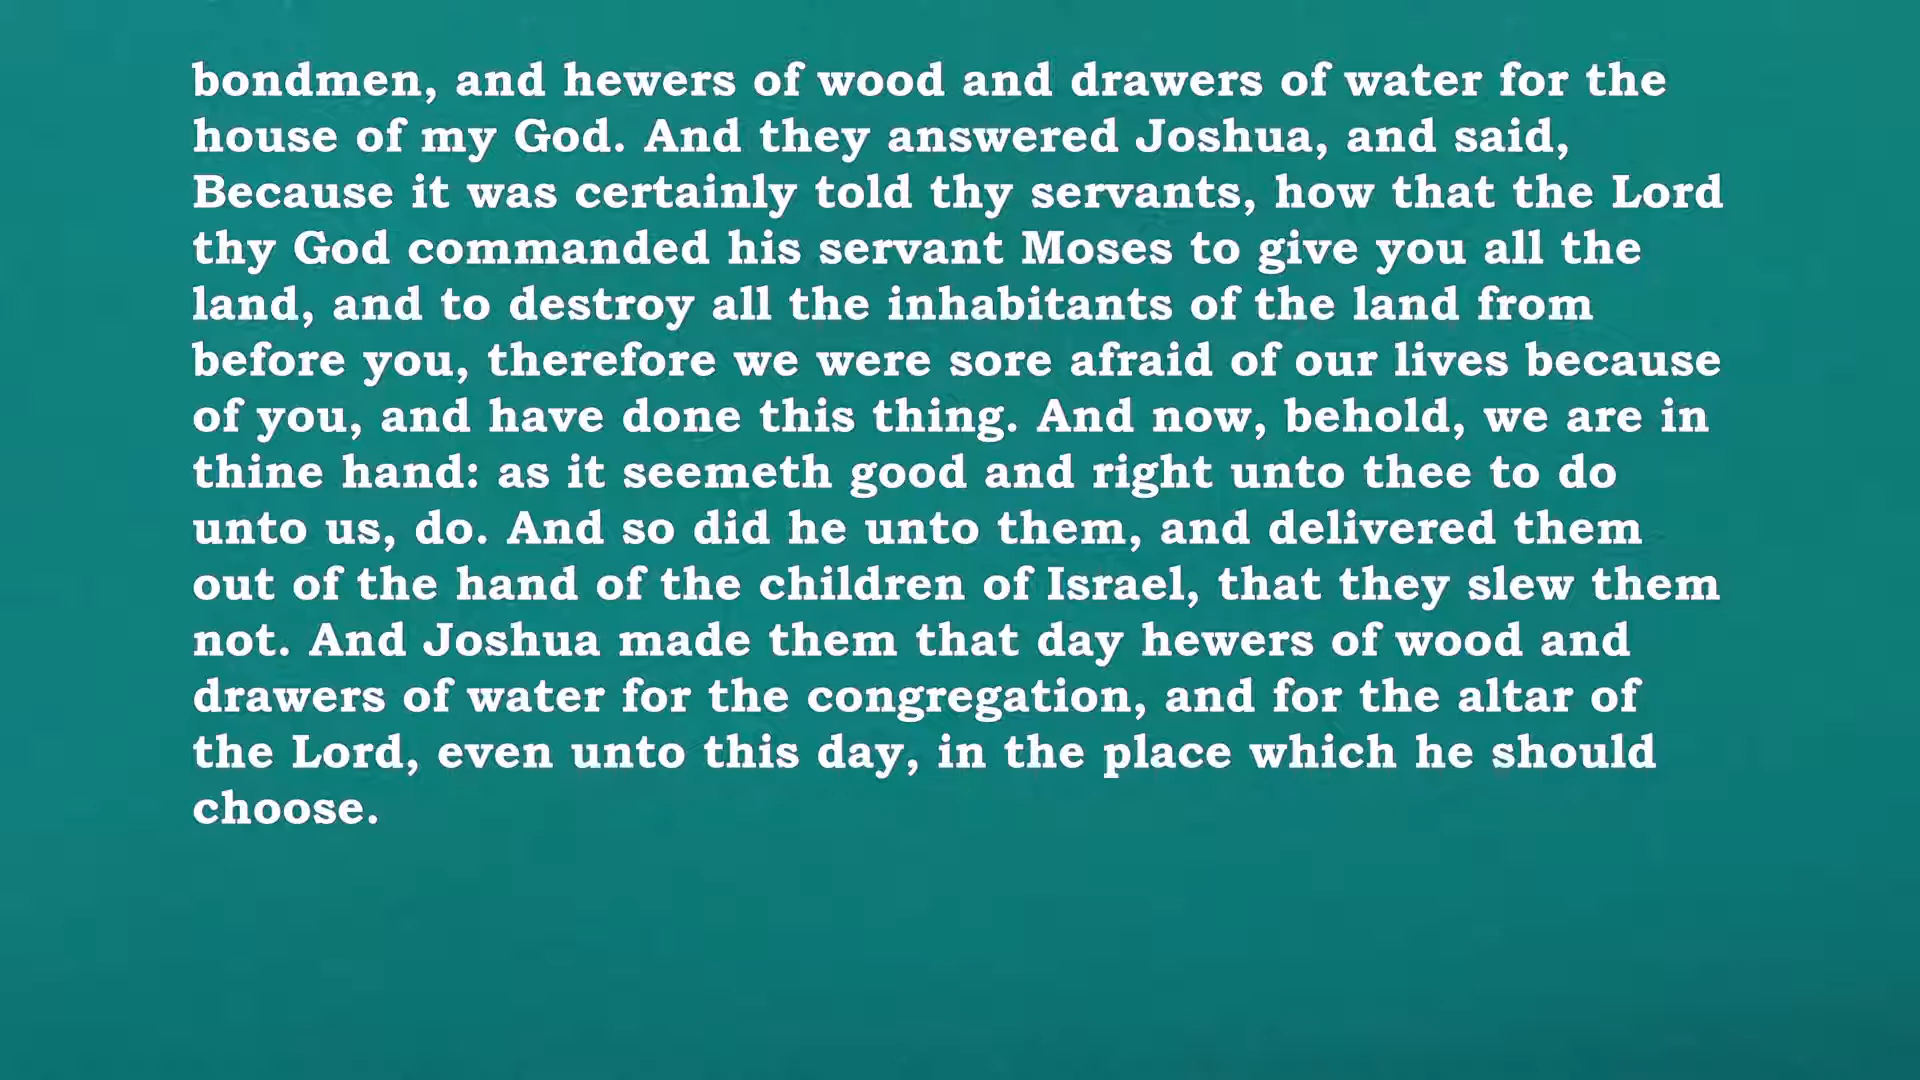 bondmen, and hewers of wood and drawers of water for the
house of my God. And they answered Joshua, and said,
Because it was certainly told thy servants, how that the Lord
thy God commanded his servant Moses to give you all the
land, and to destroy all the inhabitants of the land from
before you, therefore we were sore afraid of our lives because
of you, and have done this thing. And now, behold, we are in
thine hand: as it seemeth good and right unto thee to do
unto us, do. And so did he unto them, and delivered them
out of the hand of the children of Israel, that they slew them
not. And Joshua made them that day hewers of wood and
drawers of water for the congregation, and for the altar of
the Lord, even unto this day, in the place which he should
choose.